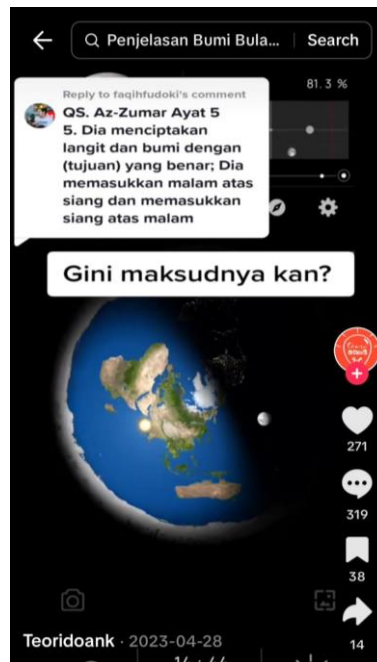 Penjelasan Bumi Bula... Search
81.3 %
Reply to faqihfudoki's comment
QS. Az-Zumar Ayat 5
5. Dia menciptakan
langit dan bumi dengan
(tujuan) yang benar; Dia
memasukkan malam atas
siang dan memasukkan
siang atas malam
Gini maksudnya kan?
271
319
38
14
Teoridoank · 2023-04-28